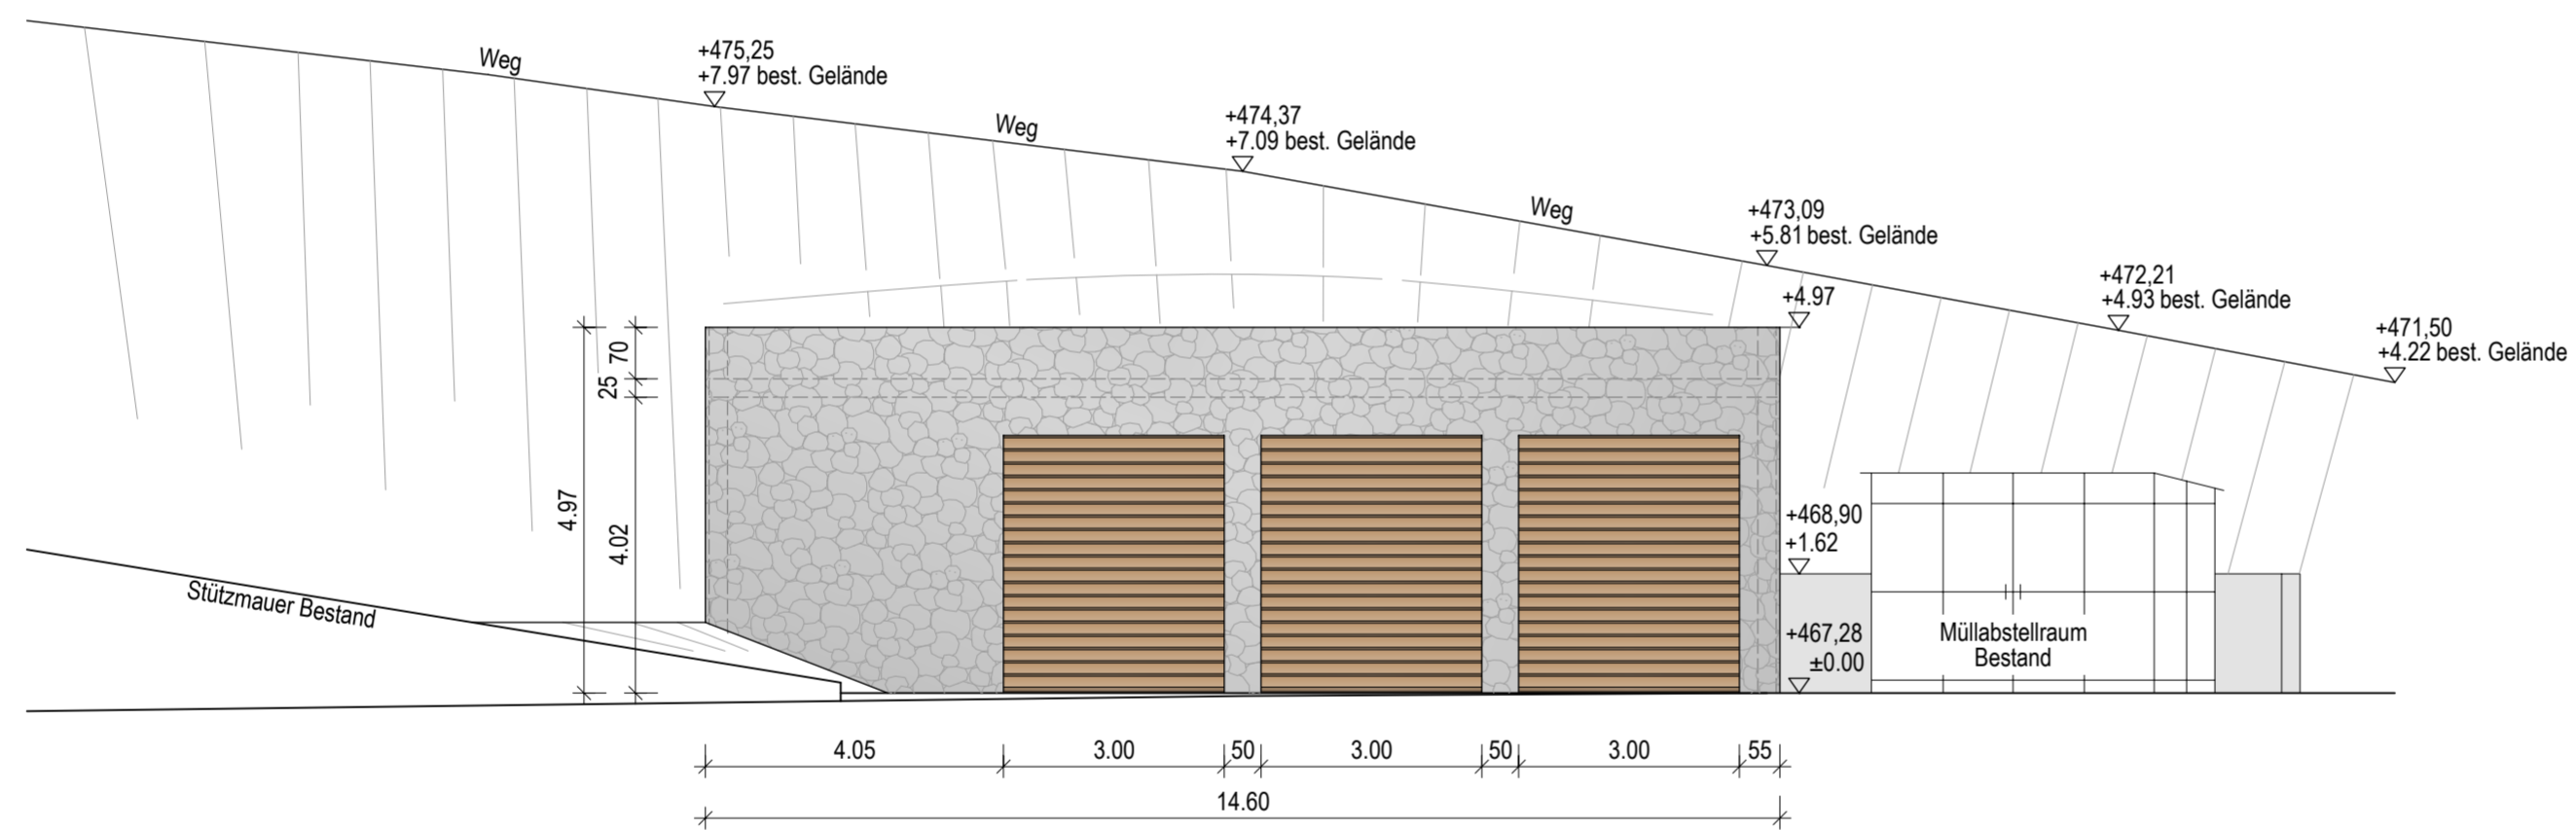 Weg
+475,25
+7.97 best. Gelände
Weg
+474,37
+7.09 best. Gelände
Weg
+473,09
+5.81 best. Gelände
+4.97
+472,21
+4.93 best. Gelände
+471,50
+4.22 best. Gelände
70
25
4.97
4.02
Stützmauer Bestand
+468,90
+1.62
+467,28
±0.00
Müllabstellraum
Bestand
4.05
3.00
50
3.00
50
3.00
55
14.60